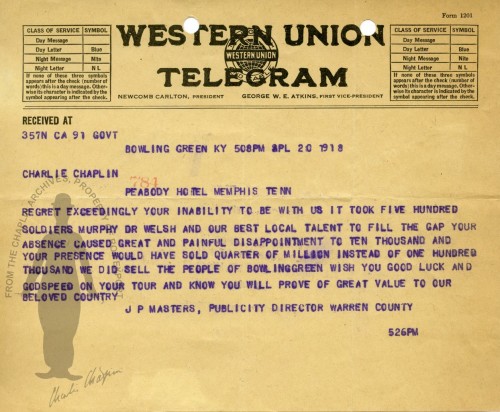 Form 1201
CLASS OF SERVICE SYMBOL
Day Message
Day Letter Blue
Night Message Nite
Night Letter N L
If none of these three symbols
appears after the check (number of
words) this is a day message. Otherwise its character is indicated by the
symbol appearing after the check.
WESTERN UNION
WESTERN UNION
TELEGRAM
NEWCOMB CARLTON, PRESIDENT GEORGE W. E. ATKINS, FIRST VICE-PRESIDENT
CLASS OF SERVICE SYMBOL
Day Message
Day Letter Blue
Night Message Nite
Night Letter N L
If none of these three symbols
appears after the check (number of
words) this is a day message. Otherwise its character is indicated by the
symbol appearing after the check.
RECEIVED AT
357N CA 91 GOVT
BOWLING GREEN KY 508PM APL 20 1918
CHARLIE CHAPLIN
781
PEABODY HOTEL MEMPHIS TENN
REGRET EXCEEDINGLY YOUR INABILITY TO BE WITH US IT TOOK FIVE HUNDRED
SOLDIERS MURPHY DR WELSH AND OUR BEST LOCAL TALENT TO FILL THE GAP YOUR
ABSENCE CAUSED GREAT AND PAINFUL DISAPPOINTMENT TO TEN THOUSAND AND
YOUR PRESENCE WOULD HAVE SOLD QUARTER OF MILLION INSTEAD OF ONE HUNDRED
THOUSAND WE DID SELL THE PEOPLE OF BOWLINGGREEN WISH YOU GOOD LUCK AND
GODSPEED ON YOUR TOUR AND KNOW YOU WILL PROVE OF GREAT VALUE TO OUR
BELOVED COUNTRY
J P MASTERS, PUBLICITY DIRECTOR WARREN COUNTY
526PM
FROM THE CHARLIE ARCHIVES, PROPERTY
Charlie Chaplin